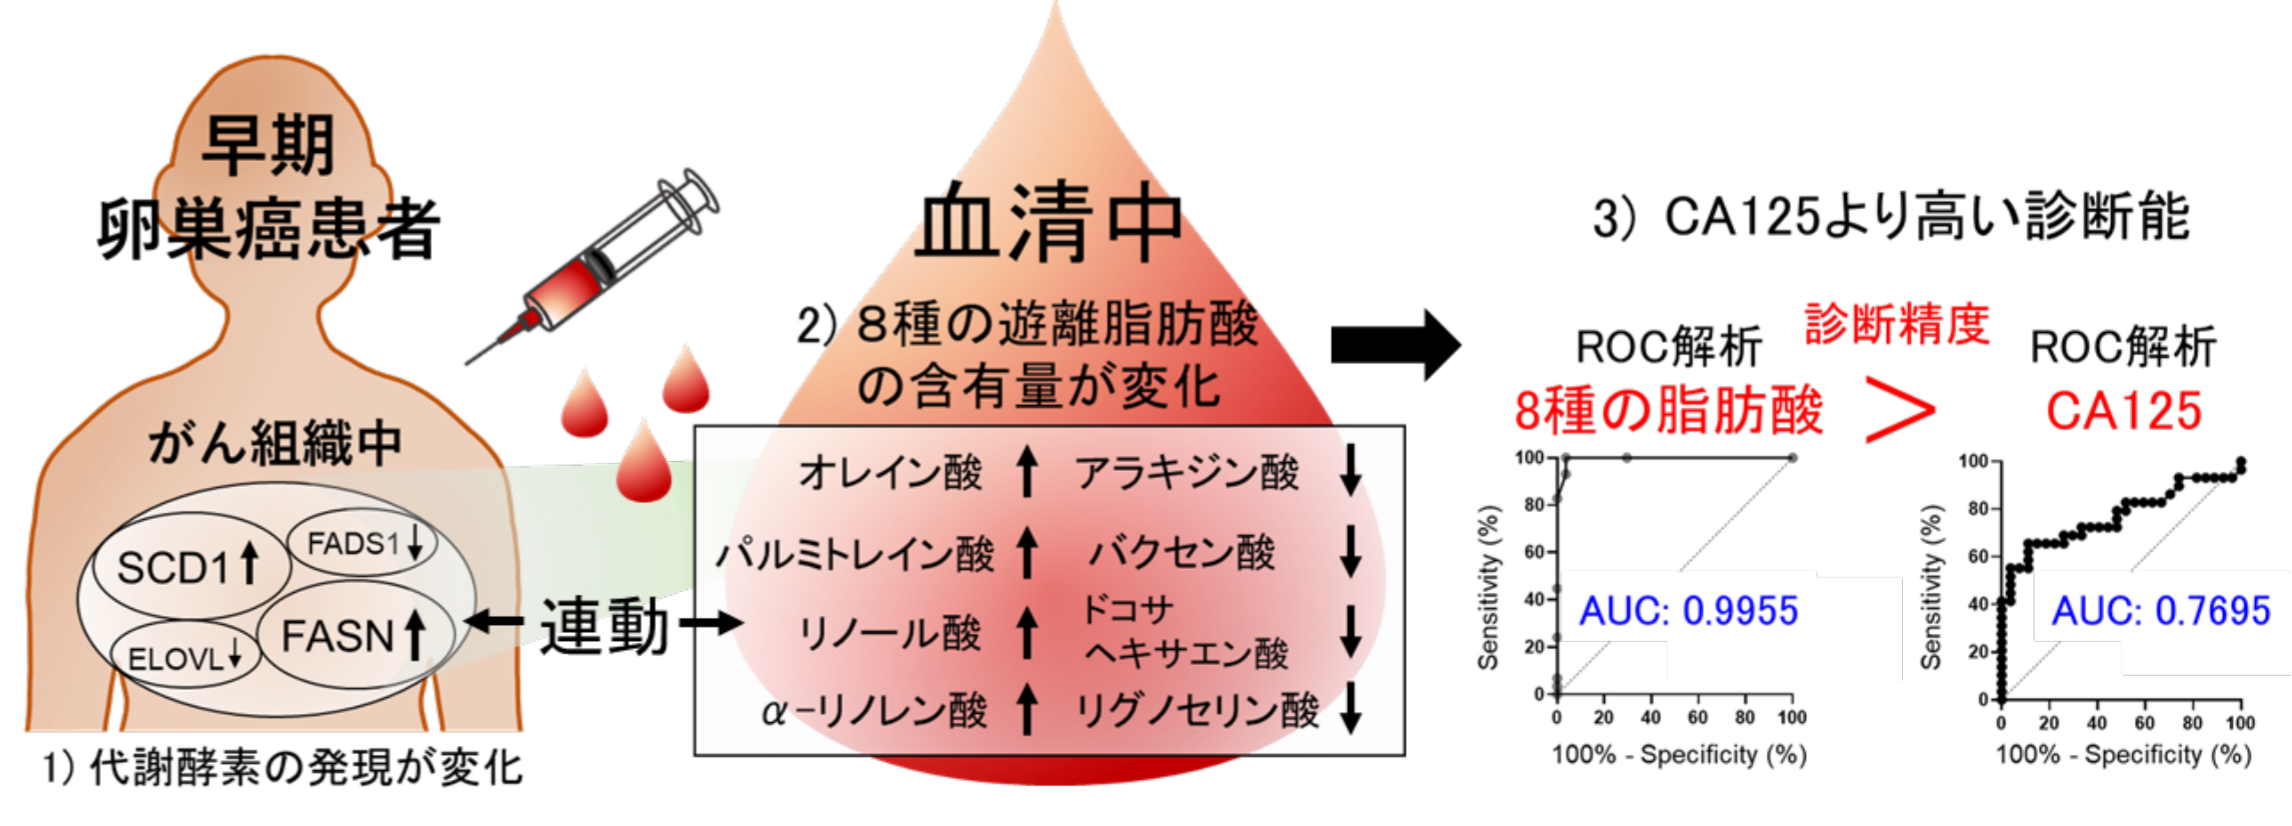 早期
卵巣癌患者
がん組織中
SCD1↑
FADS1↓
ELOVL↓
FASN↑
1) 代謝酵素の発現が変化
連動
血清中
2) 8種の遊離脂肪酸
の含有量が変化
オレイン酸 ↑ アラキジン酸 ↓
パルミトレイン酸 ↑ バクセン酸 ↓
リノール酸 ↑ ドコサ
ヘキサエン酸 ↓
α-リノレン酸 ↑ リグノセリン酸 ↓
3) CA125より高い診断能
診断精度
ROC解析
8種の脂肪酸
>
ROC解析
CA125
Sensitivity (%)
100
80
60
40
20
0
AUC: 0.9955
0 20 40 60 80 100
100% - Specificity (%)
Sensitivity (%)
100
80
60
40
20
0
AUC: 0.7695
0 20 40 60 80 100
100% - Specificity (%)